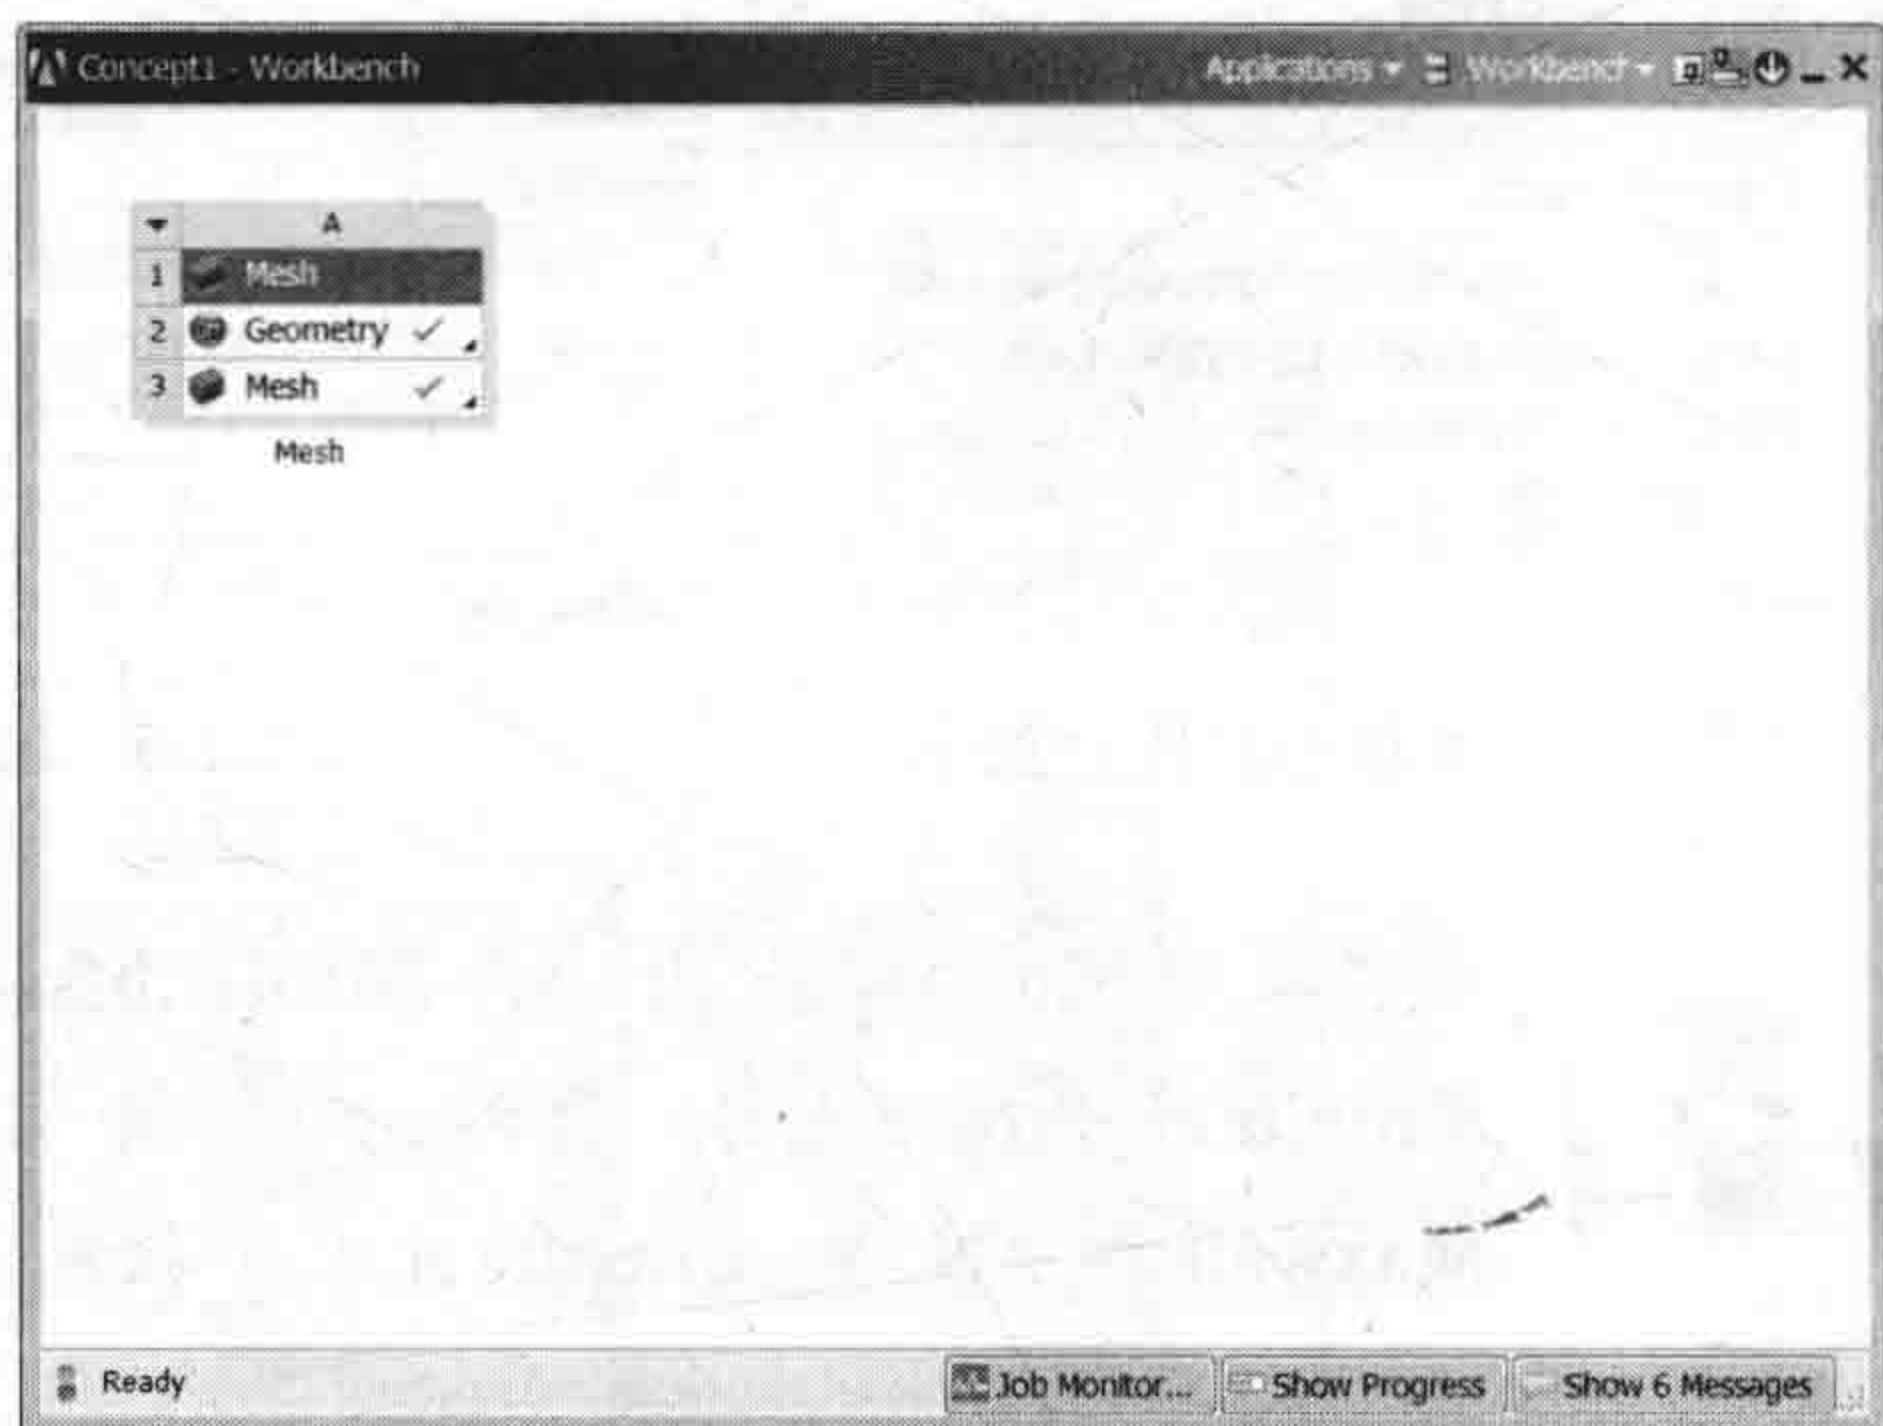 Concept1 - Workbench Applications Workbench
A
1 Mesh
2 Geometry
3 Mesh
Mesh
Ready Job Monitor... Show Progress Show 6 Messages